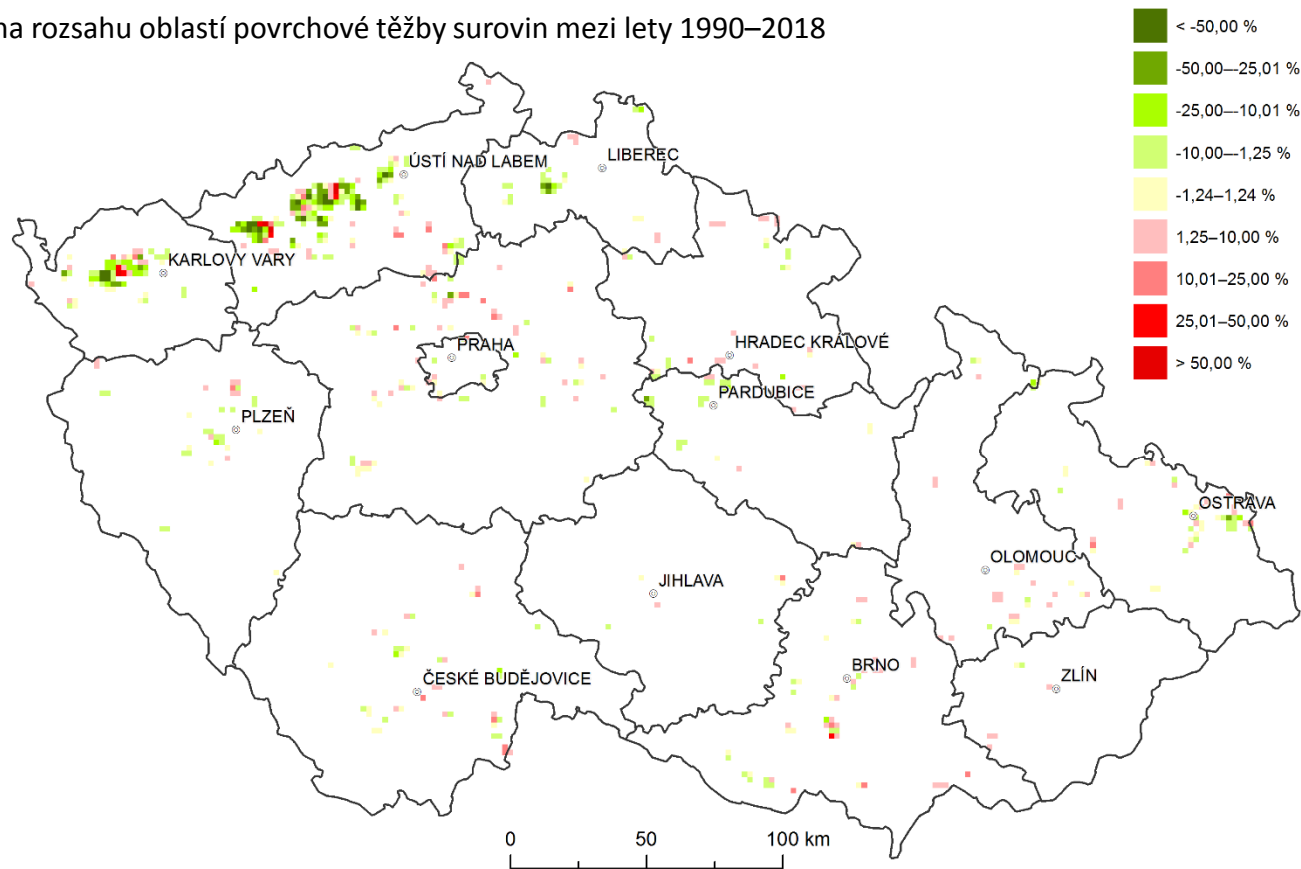 na rozsahu oblastí povrchové těžby surovin mezi lety 1990–2018
< -50,00 %
-50,00–-25,01 %
-25,00–-10,01 %
-10,00–-1,25 %
-1,24–1,24 %
1,25–10,00 %
10,01–25,00 %
25,01–50,00 %
> 50,00 %
ÚSTÍ NAD LABEM
LIBEREC
KARLOVY VARY
PRAHA
HRADEC KRÁLOVÉ
PARDUBICE
PLZEŇ
OSTRAVA
OLOMOUC
JIHLAVA
BRNO
ZLÍN
ČESKÉ BUDĚJOVICE
0 50 100 km